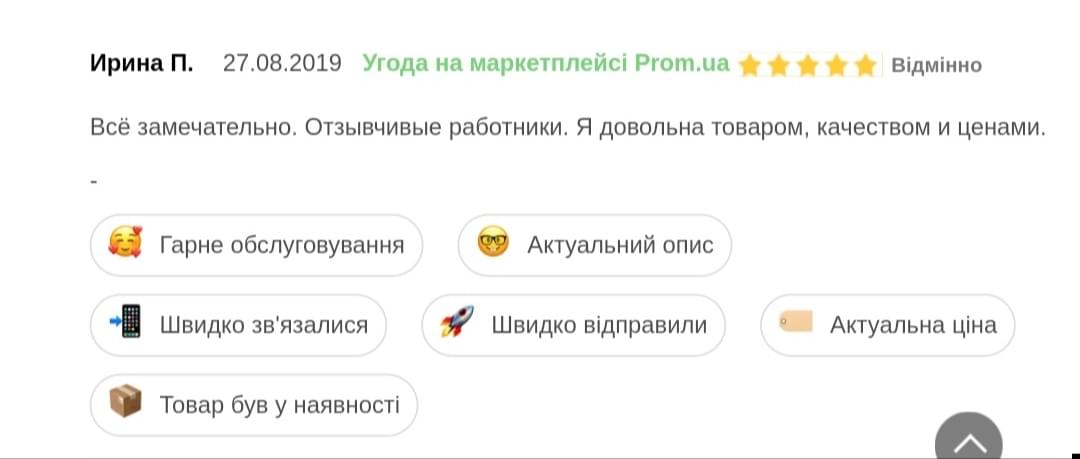 Ирина П. 27.08.2019 Угода на маркетплейсі Prom.ua Відмінно
Всё замечательно. Отзывчивые работники. Я довольна товаром, качеством и ценами.
-
Гарне обслуговування Актуальний опис
Швидко зв'язалися Швидко відправили Актуальна ціна
Товар був у наявності